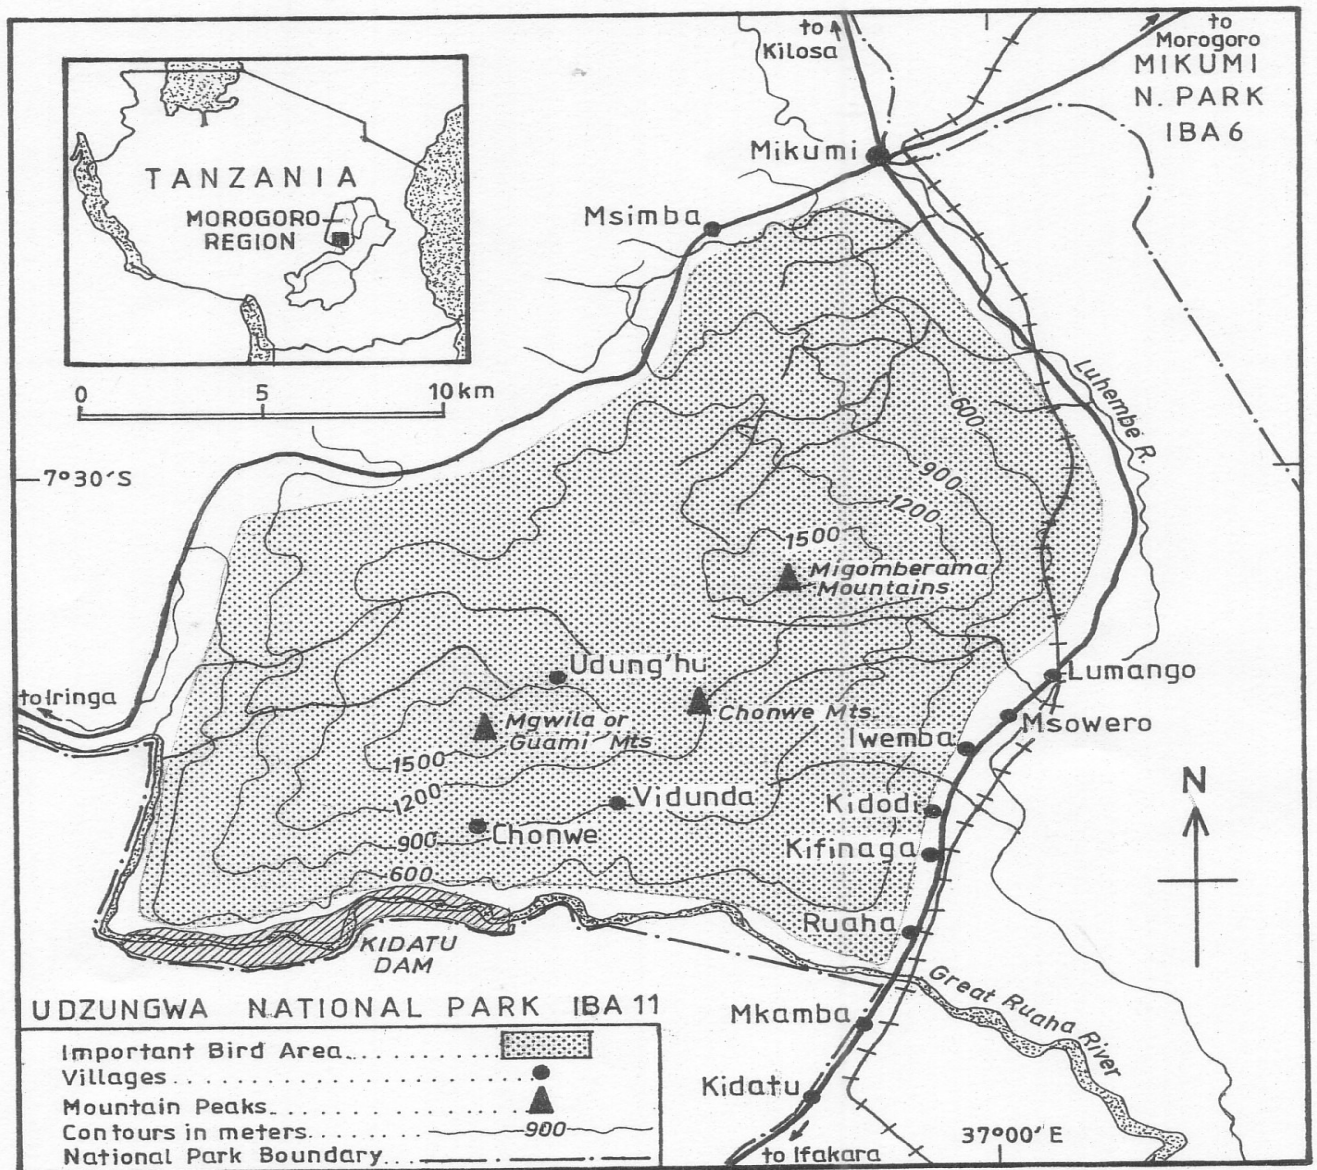 to
Kilosa
to
Morogoro
MIKUMI
N. PARK
IBA 6
TANZANIA
MOROGORO
REGION
Mikumi
Msimba
0 5 10 km
Luhembe R.
600
7°30'S
900
1200
1500
Migomberama
Mountains
Udung'hu
Lumango
to Iringa
Chonwe Mts.
Msowero
Mgwila or
Guami Mts
Iwemba
1500
N
1200
Vidunda
Kidodi
900
Chonwe
Kifinaga
600
Ruaha
KIDATU
DAM
Great Ruaha River
UDZUNGWA NATIONAL PARK IBA 11
Mkamba
Important Bird Area
Villages
Kidatu
Mountain Peaks
Contours in meters 900
37°00' E
National Park Boundary
to Ifakara